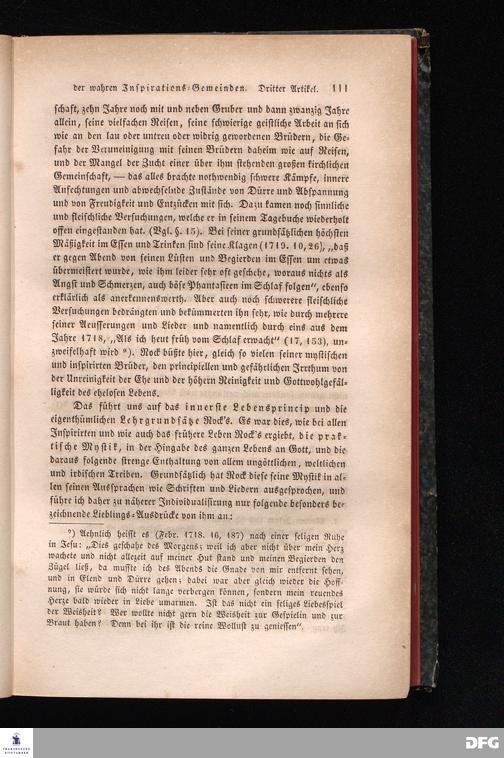 der wahren Inspirations-Gemeinden. Dritter Artikel. 111
schaft, zehn Jahre noch mit und neben Gruber und dann zwanzig Jahre
allein, seine vielfachen Reisen, seine schwierige geistliche Arbeit an sich
wie an den lau oder untreu oder widrig gewordenen Brüdern, die Ge-
fahr der Veruneinigung mit seinen Brüdern daheim wie auf Reisen,
und der Mangel der Zucht einer über ihm stehenden großen kirchlichen
Gemeinschaft, — das alles brachte nothwendig schwere Kämpfe, innere
Anfechtungen und abwechselnde Zustände von Dürre und Abspannung
und von Freudigkeit und Entzücken mit sich. Dazu kamen noch sinnliche
und fleischliche Versuchungen, welche er in seinem Tagebuche wiederholt
offen eingestanden hat. (Vgl. §. 15). Bei seiner grundsätzlichen höchsten
Mäßigkeit im Essen und Trinken sind seine Klagen (1719. 10, 26), „daß
er gegen Abend von seinen Lüsten und Begierden im Essen um etwas
übermeistert wurde, wie ihm leider sehr oft geschehe, woraus nichts als
Angst und Schmerzen, auch böse Phantasieen im Schlaf folgen“, ebenso
erklärlich als anerkennenswerth. Aber auch noch schwerere fleischliche
Versuchungen bedrängten und bekümmerten ihn sehr, wie durch mehrere
seiner Aeusserungen und Lieder und namentlich durch eins aus dem
Jahre 1718, „Als ich heut früh vom Schlaf erwacht“ (17, 153), un-
zweifelhaft wird ⁹). Rock büßte hier, gleich so vielen seiner mystischen
und inspirirten Brüder, den principiellen und gefährlichen Irrthum von
der Unreinigkeit der Ehe und der höhern Reinigkeit und Gottwohlgefäl-
ligkeit des ehelosen Lebens.
Das führt uns auf das innerste Lebensprincip und die
eigenthümlichen Lehrgrundsätze Rock's. Es war dies, wie bei allen
Inspirirten und wie auch das frühere Leben Rock's ergiebt, die prak-
tische Mystik, in der Hingabe des ganzen Lebens an Gott, und die
daraus folgende strenge Enthaltung von allem ungöttlichen, weltlichen
und irdischen Treiben. Grundsätzlich hat Rock diese seine Mystik in al-
len seinen Aussprachen wie Schriften und Liedern ausgesprochen, und
führe ich daher zu näherer Individualisirung nur folgende besonders be-
zeichnende Lieblings-Ausdrücke von ihm an:
⁹) Aehnlich heisst es (Febr. 1718. 16, 187) nach einer seligen Ruhe
in Jesu: „Dies geschahe des Morgens; weil ich aber nicht über mein Herz
wachete und nicht allezeit auf meiner Hut stand und meinen Begierden den
Zügel ließ, da mußte ich des Abends die Gnade von mir entfernt sehen,
und in Elend und Dürre gehen; dabei war aber gleich wieder die Hoff-
nung, sie würde sich nicht lange verbergen können, sondern mein reuendes
Herze bald wieder in Liebe umarmen. Ist das nicht ein seliges Liebesspiel
der Weisheit? Wer wollte nicht gern die Weisheit zur Gespielin und zur
Braut haben? Denn bei ihr ist die reine Wollust zu geniessen“.
FRANCKESCHE
STIFTUNGEN
DFG